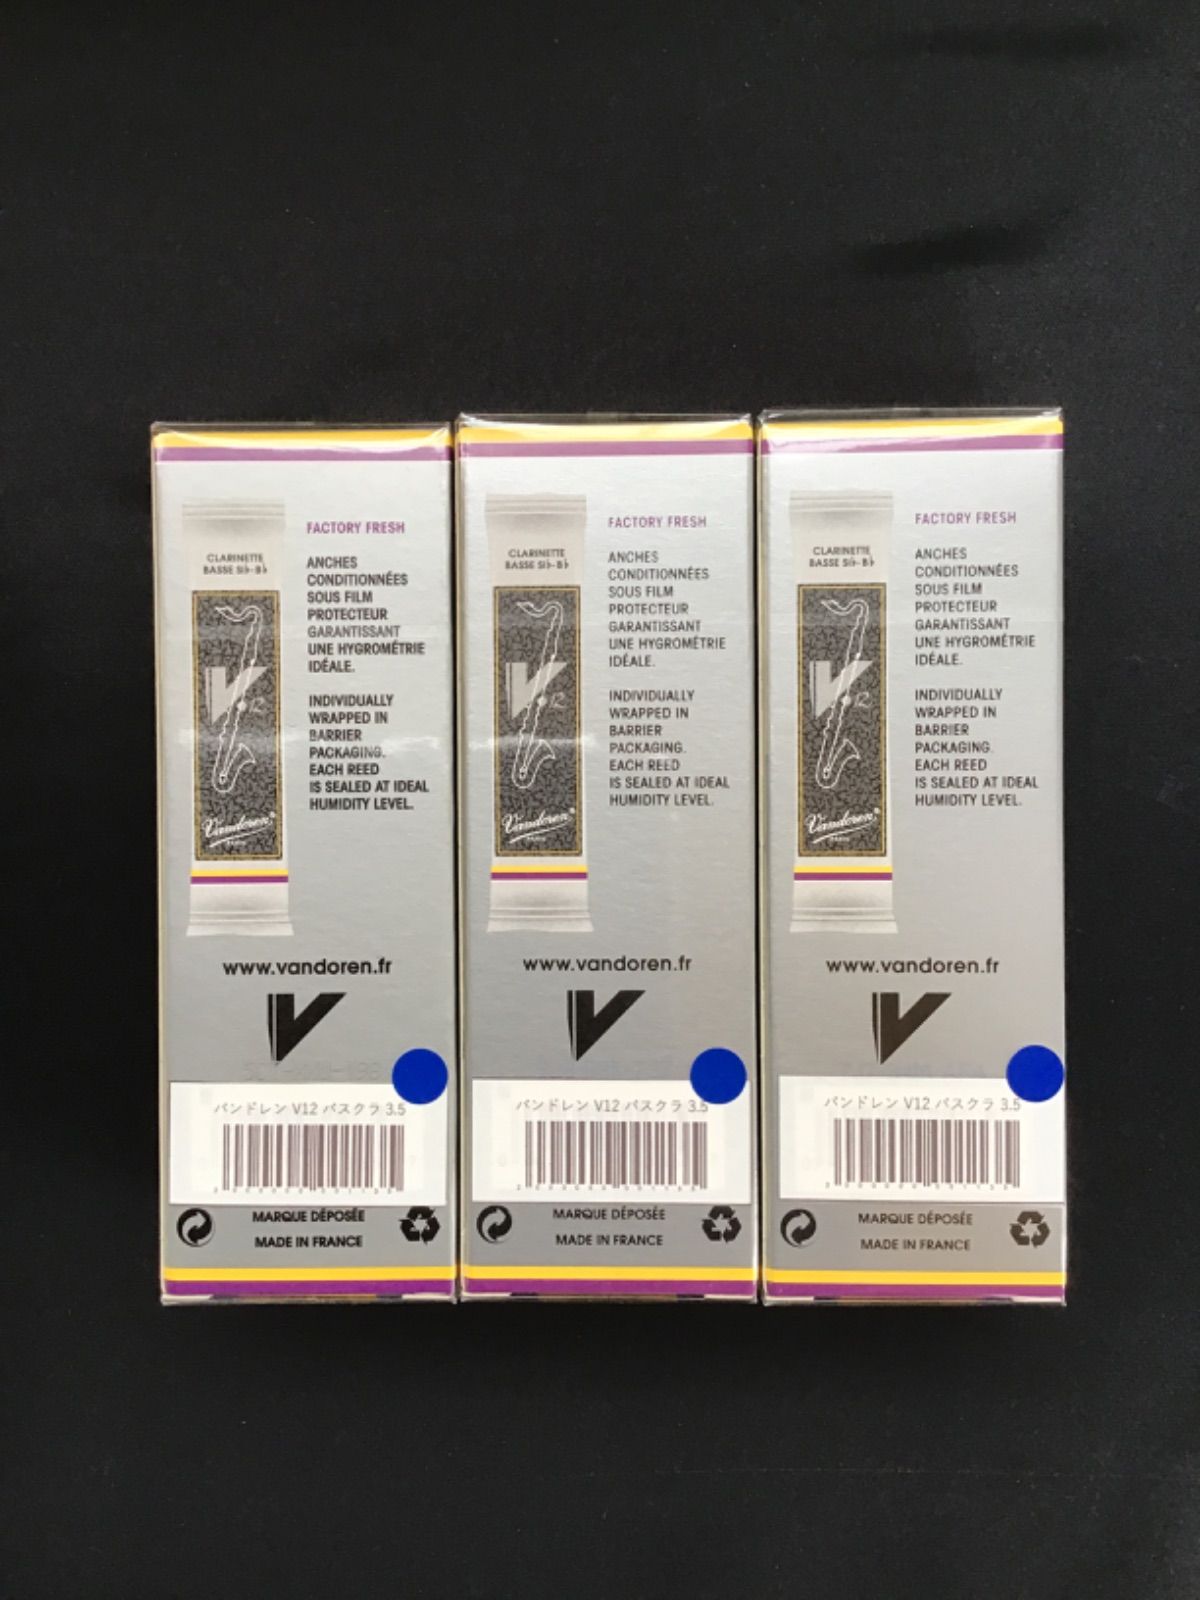 FACTORY FRESH
CLARINETTE
BASSE Si♭-B♭
ANCHES
CONDITIONNÉES
SOUS FILM
PROTECTEUR
GARANTISSANT
UNE HYGROMÉTRIE
IDÉALE.
V12
INDIVIDUALLY
WRAPPED IN
BARRIER
PACKAGING.
EACH REED
IS SEALED AT IDEAL
HUMIDITY LEVEL.
Vandoren®
PARIS
www.vandoren.fr
V
バンドレン V12 バスクラ 3.5
MARQUE DÉPOSÉE
MADE IN FRANCE
FACTORY FRESH
CLARINETTE
BASSE Si♭-B♭
ANCHES
CONDITIONNÉES
SOUS FILM
PROTECTEUR
GARANTISSANT
UNE HYGROMÉTRIE
IDÉALE.
V12
INDIVIDUALLY
WRAPPED IN
BARRIER
PACKAGING.
EACH REED
IS SEALED AT IDEAL
HUMIDITY LEVEL.
Vandoren®
PARIS
www.vandoren.fr
V
バンドレン V12 バスクラ 3.5
MARQUE DÉPOSÉE
MADE IN FRANCE
FACTORY FRESH
CLARINETTE
BASSE Si♭-B♭
ANCHES
CONDITIONNÉES
SOUS FILM
PROTECTEUR
GARANTISSANT
UNE HYGROMÉTRIE
IDÉALE.
V12
INDIVIDUALLY
WRAPPED IN
BARRIER
PACKAGING.
EACH REED
IS SEALED AT IDEAL
HUMIDITY LEVEL.
Vandoren®
PARIS
www.vandoren.fr
V
バンドレン V12 バスクラ 3.5
MARQUE DÉPOSÉE
MADE IN FRANCE